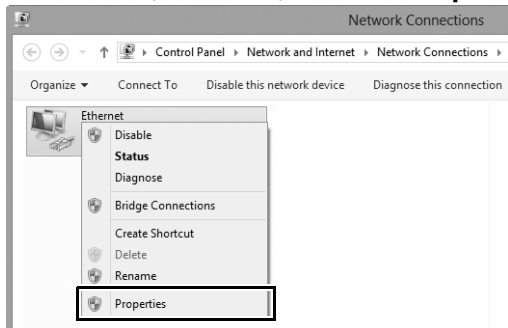 Network Connections
Control Panel Network and Internet Network Connections
Organize Connect To Disable this network device Diagnose this connection
Ethernet
Disable
Status
Diagnose
Bridge Connections
Create Shortcut
Delete
Rename
Properties